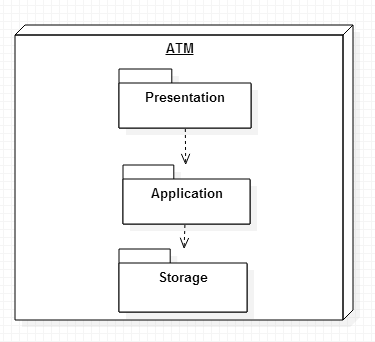 ATM
Presentation
Application
Storage